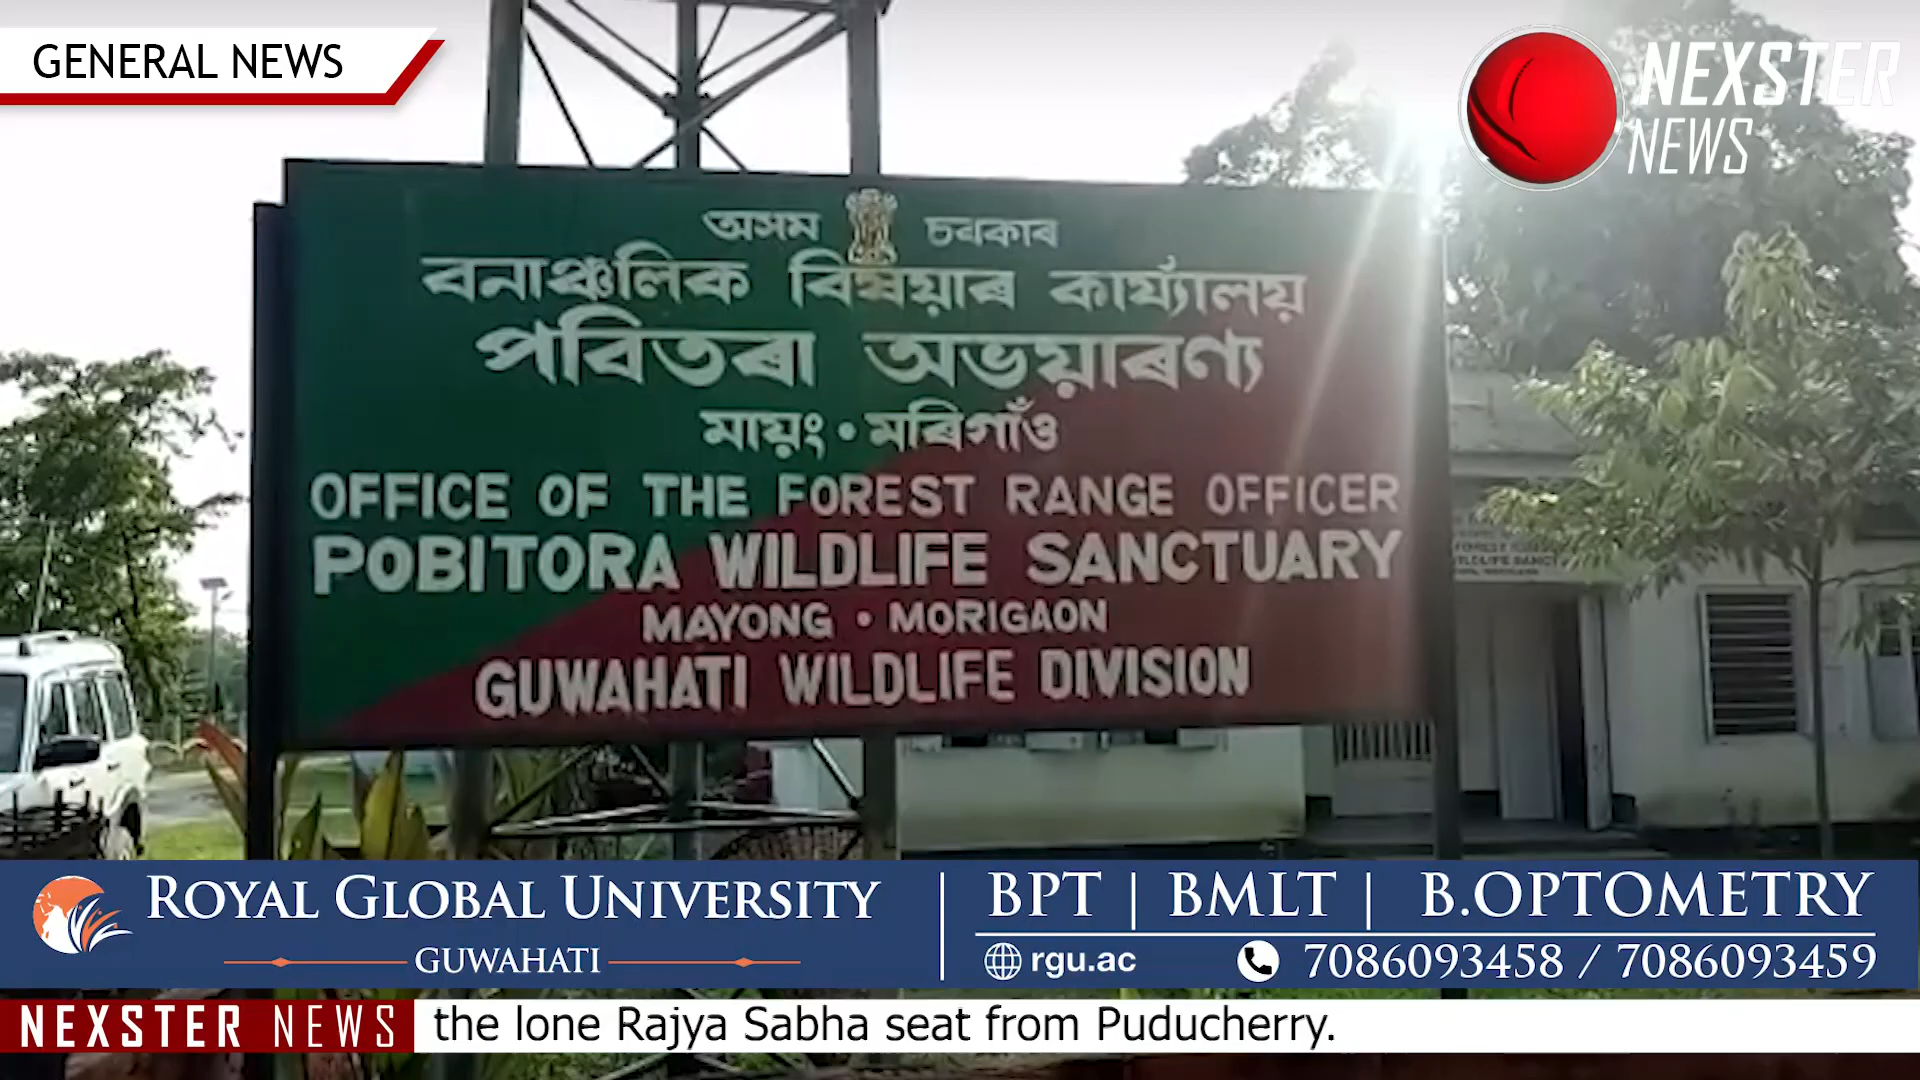 GENERAL NEWS
NEXSTER
NEWS
অসম চৰকাৰ
বনাঞ্চলিক বিষয়াৰ কাৰ্য্যালয়
পবিতৰা অভয়াৰণ্য
মায়ং • মৰিগাঁও
OFFICE OF THE FOREST RANGE OFFICER
POBITORA WILDLIFE SANCTUARY
MAYONG • MORIGAON
GUWAHATI WILDLIFE DIVISION
ROYAL GLOBAL UNIVERSITY
GUWAHATI
BPT | BMLT | B.OPTOMETRY
rgu.ac 7086093458 / 7086093459
NEXSTER NEWS the lone Rajya Sabha seat from Puducherry.